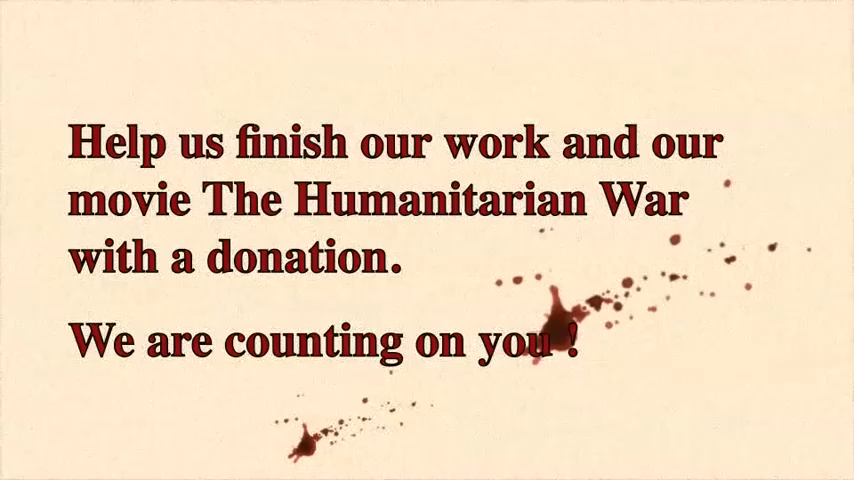 Help us finish our work and our
movie The Humanitarian War
with a donation.
We are counting on you !